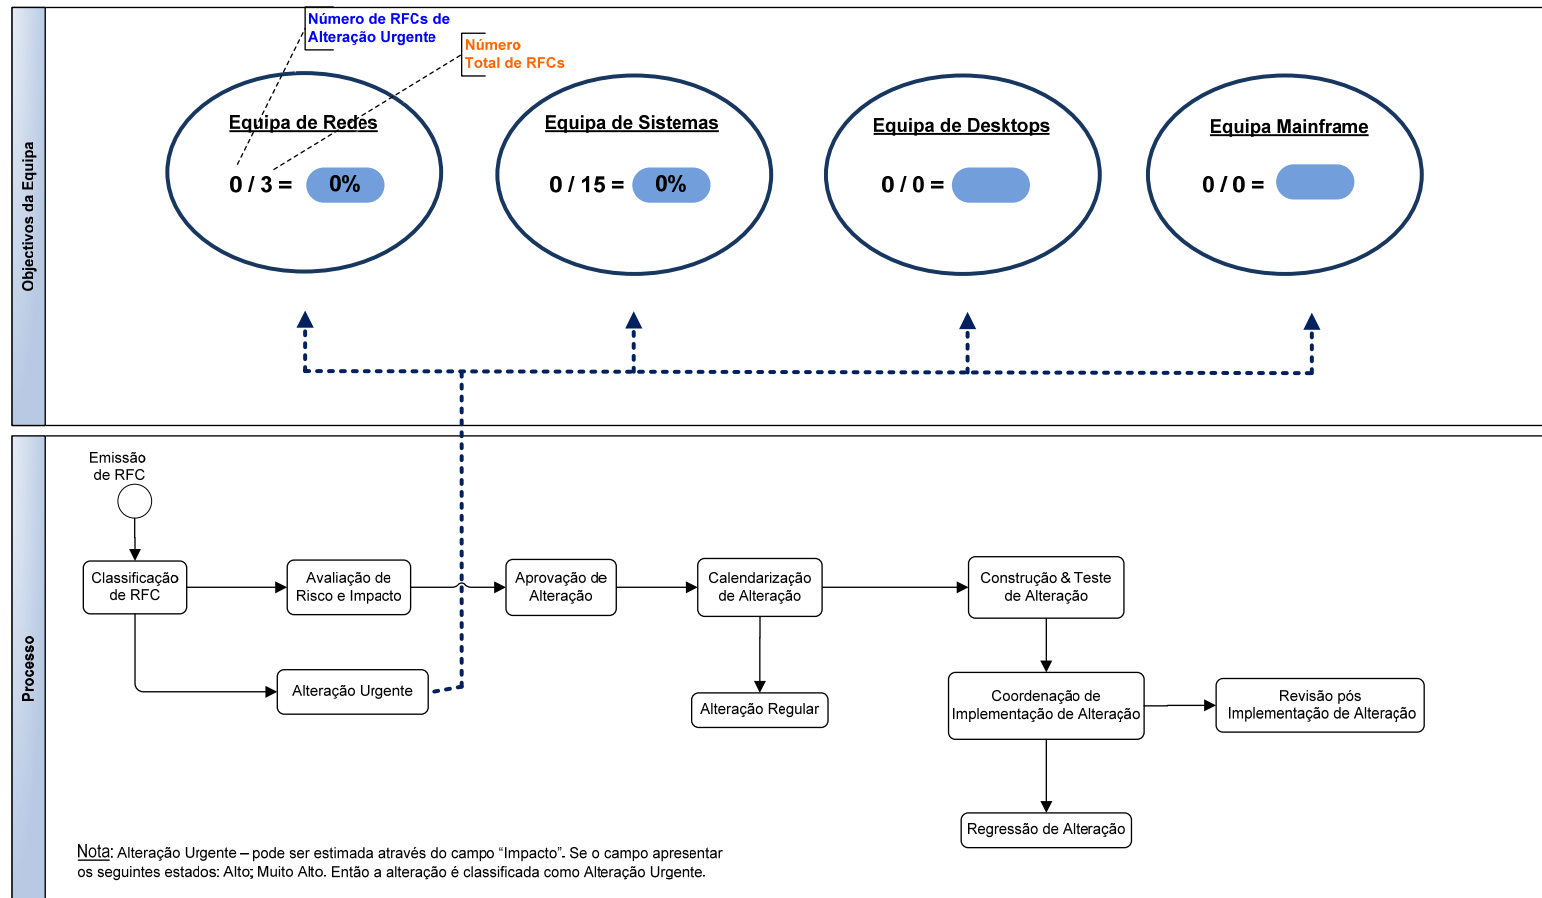 Número de RFCs de
Alteração Urgente
Número
Total de RFCs
Objectivos da Equipa
Equipa de Redes
0 / 3 = 0%
Equipa de Sistemas
0 / 15 = 0%
Equipa de Desktops
0 / 0 =
Equipa Mainframe
0 / 0 =
Processo
Emissão
de RFC
Classificação
de RFC
Avaliação de
Risco e Impacto
Aprovação de
Alteração
Calendarização
de Alteração
Construção & Teste
de Alteração
Alteração Urgente
Alteração Regular
Coordenação de
Implementação de Alteração
Revisão pós
Implementação de Alteração
Regressão de Alteração
Nota: Alteração Urgente – pode ser estimada através do campo “Impacto”. Se o campo apresentar
os seguintes estados: Alto; Muito Alto. Então a alteração é classificada como Alteração Urgente.